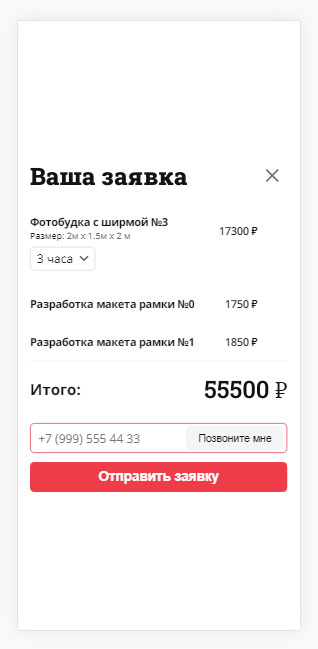 Ваша заявка
Фотобудка с ширмой №3
17300 ₽
Размер: 2м x 1.5м x 2 м
3 часа
Разработка макета рамки №0
1750 ₽
Разработка макета рамки №1
1850 ₽
Итого:
55500 ₽
+7 (999) 555 44 33
Позвоните мне
Отправить заявку